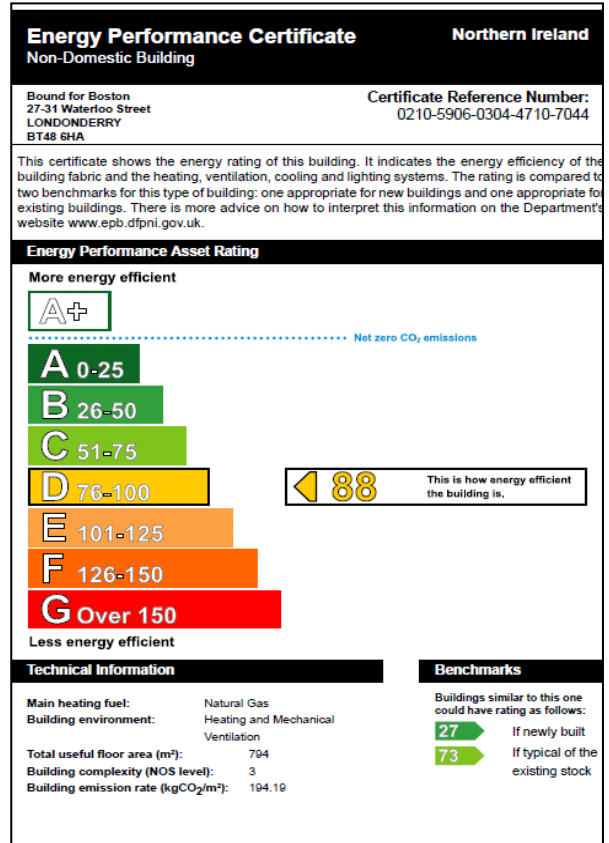 Energy Performance Certificate
Northern Ireland
Non-Domestic Building
Bound for Boston
27-31 Waterloo Street
LONDONDERRY
BT48 6HA
Certificate Reference Number:
0210-5906-0304-4710-7044
This certificate shows the energy rating of this building. It indicates the energy efficiency of the
building fabric and the heating, ventilation, cooling and lighting systems. The rating is compared to
two benchmarks for this type of building: one appropriate for new buildings and one appropriate for
existing buildings. There is more advice on how to interpret this information on the Department's
website www.epb.dfpni.gov.uk.
Energy Performance Asset Rating
More energy efficient
A+
Net zero CO₂ emissions
A 0-25
B 26-50
C 51-75
D 76-100
88
This is how energy efficient
the building is.
E 101-125
F 126-150
G Over 150
Less energy efficient
Technical Information
Main heating fuel: Natural Gas
Building environment: Heating and Mechanical
Ventilation
Total useful floor area (m²): 794
Building complexity (NOS level): 3
Building emission rate (kgCO₂/m²): 194.19
Benchmarks
Buildings similar to this one
could have rating as follows:
27 If newly built
73 If typical of the
existing stock